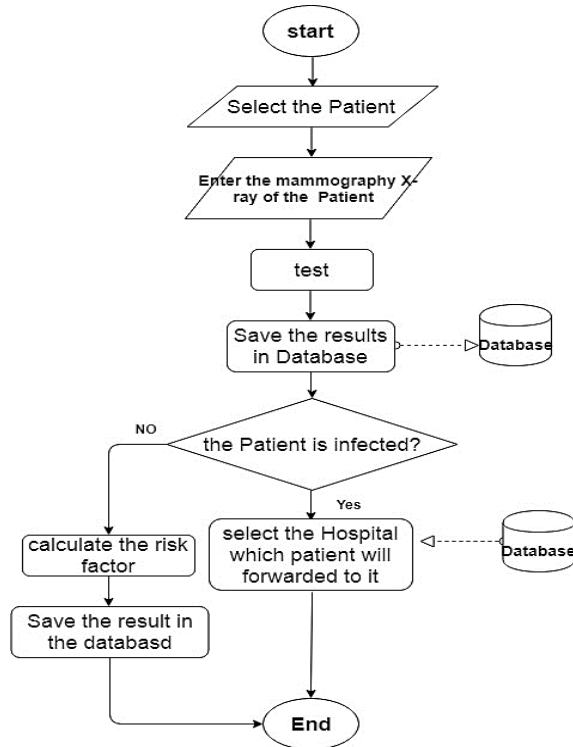 start
Select the Patient
Enter the mammography X-
ray of the Patient
test
Save the results
in Database
Database
the Patient is infected?
NO
Yes
calculate the risk
factor
select the Hospital
which patient will
forwarded to it
Database
Save the result in
the databasd
End